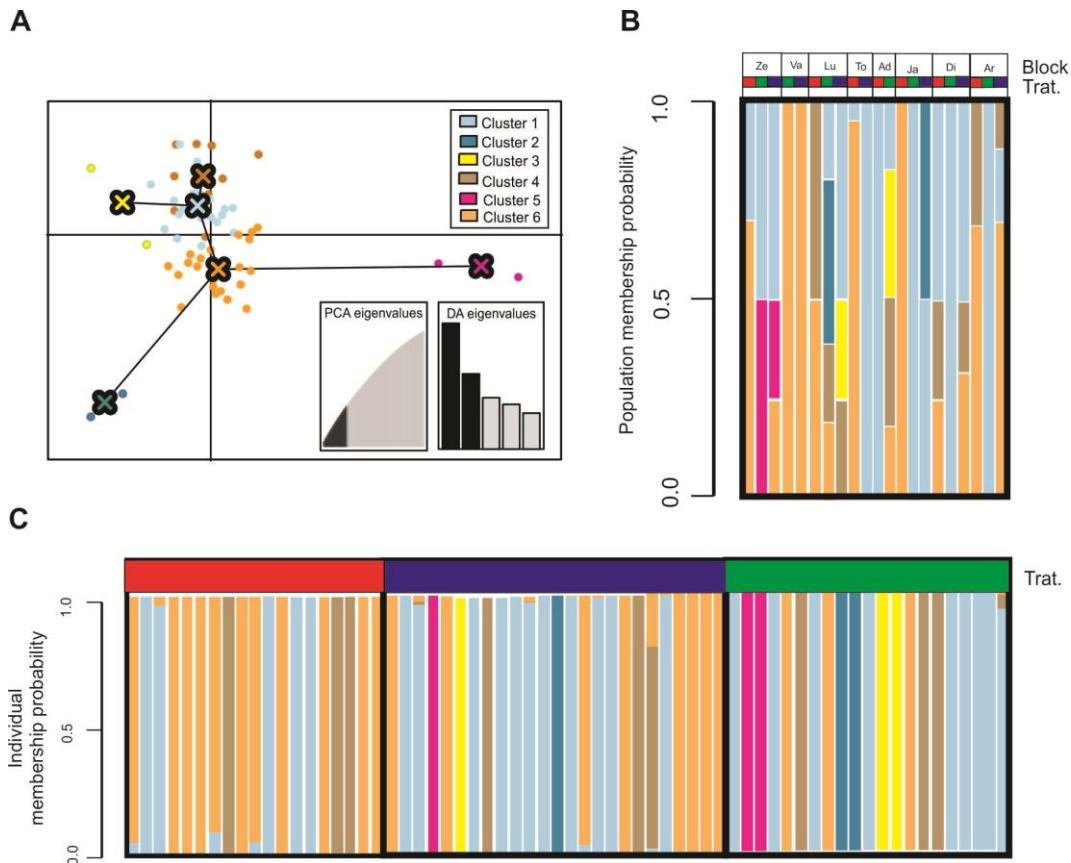 A
Cluster 1
Cluster 2
Cluster 3
Cluster 4
Cluster 5
Cluster 6
PCA eigenvalues
DA eigenvalues
B
Ze Va Lu To Ad Ja Di Ar Block
Trat.
Population membership probability
1.0
0.5
0.0
C
Trat.
Individual
membership probability
1.0
0.5
0.0